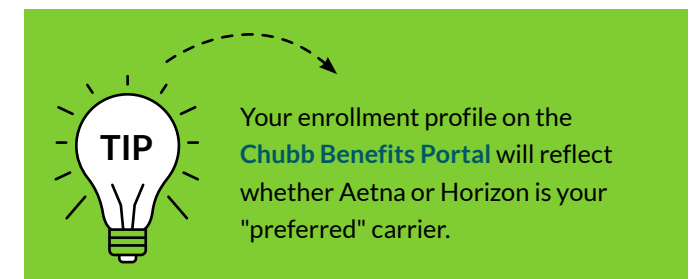 TIP
Your enrollment profile on the
Chubb Benefits Portal will reflect
whether Aetna or Horizon is your
"preferred" carrier.